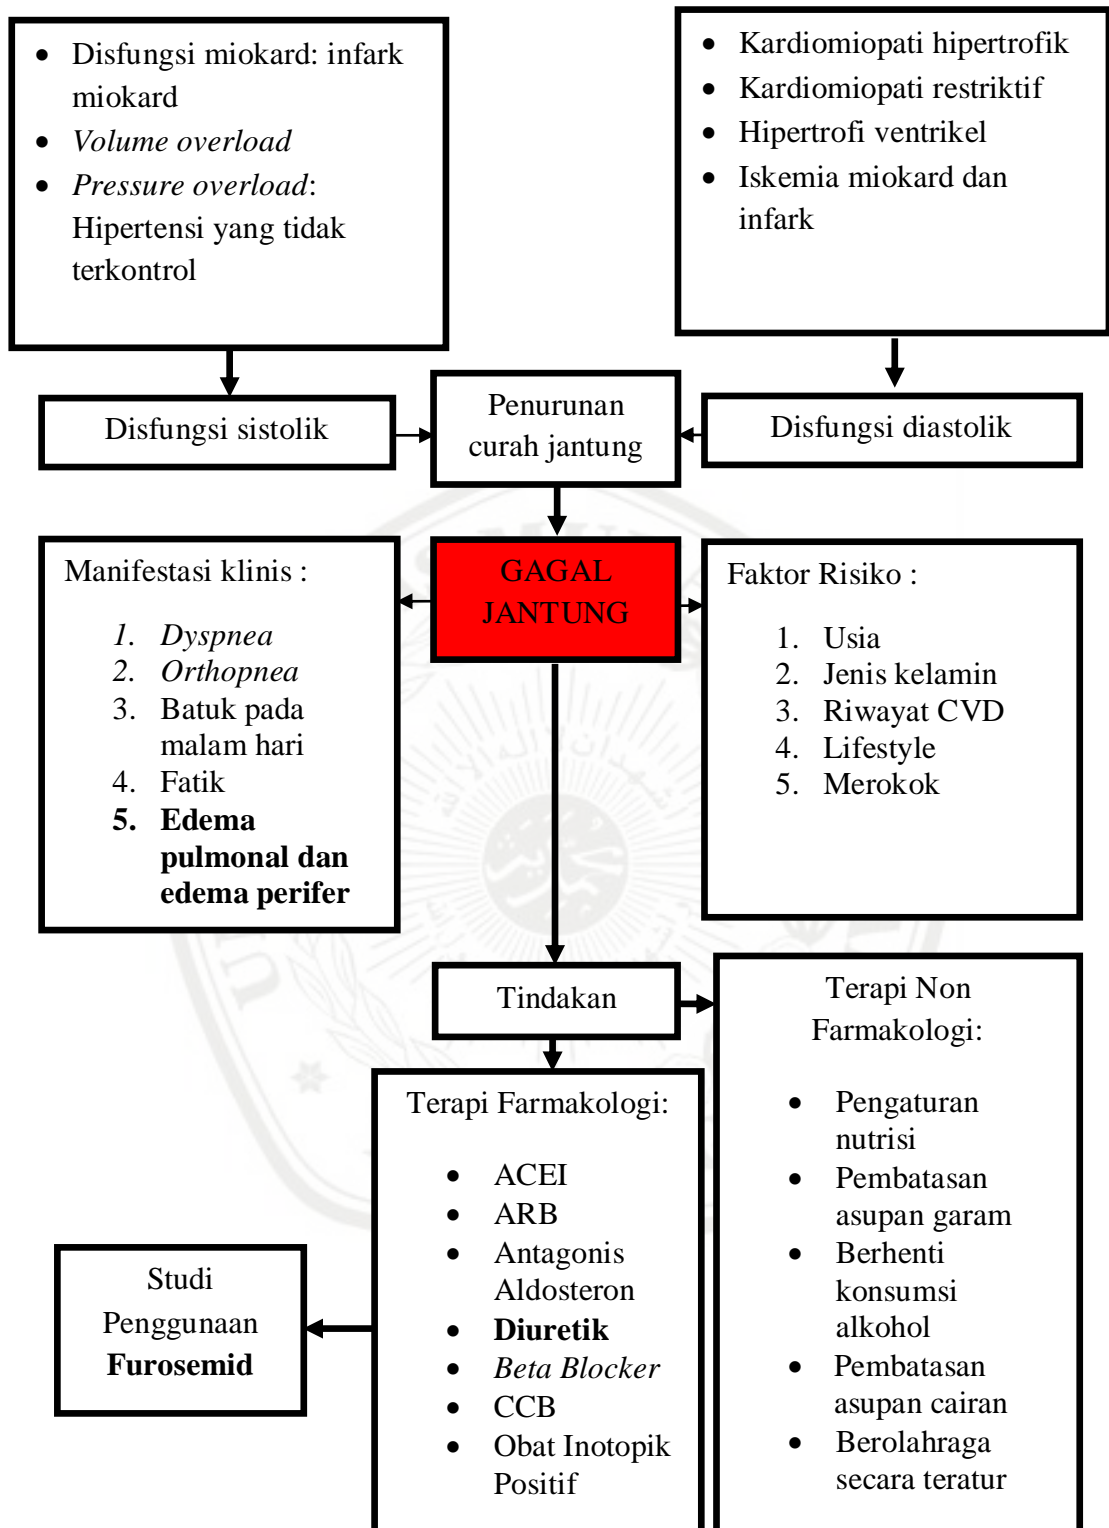 • Disfungsi miokard: infark
miokard
• Volume overload
• Pressure overload:
Hipertensi yang tidak
terkontrol
• Kardiomiopati hipertrofik
• Kardiomiopati restriktif
• Hipertrofi ventrikel
• Iskemia miokard dan
infark
Disfungsi sistolik
Penurunan
curah jantung
Disfungsi diastolik
Manifestasi klinis :
1. Dyspnea
2. Orthopnea
3. Batuk pada
malam hari
4. Fatik
5. Edema
pulmonal dan
edema perifer
GAGAL
JANTUNG
Faktor Risiko :
1. Usia
2. Jenis kelamin
3. Riwayat CVD
4. Lifestyle
5. Merokok
Tindakan
Terapi Non
Farmakologi:
• Pengaturan
nutrisi
• Pembatasan
asupan garam
• Berhenti
konsumsi
alkohol
• Pembatasan
asupan cairan
• Berolahraga
secara teratur
Terapi Farmakologi:
• ACEI
• ARB
• Antagonis
Aldosteron
• Diuretik
• Beta Blocker
• CCB
• Obat Inotopik
Positif
Studi
Penggunaan
Furosemid